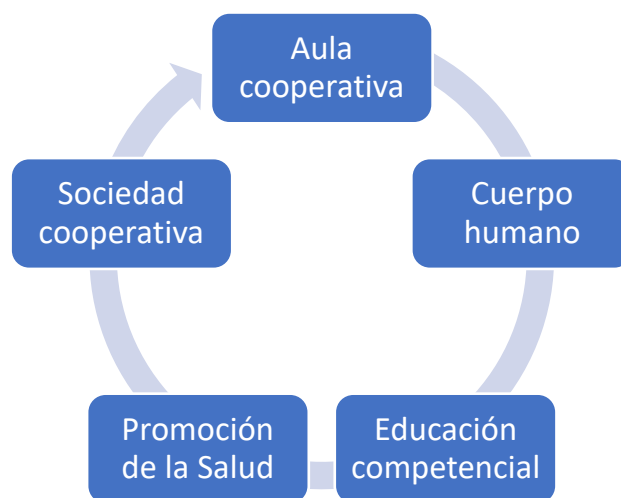 Aula
cooperativa
Cuerpo
humano
Educación
competencial
Promoción
de la Salud
Sociedad
cooperativa